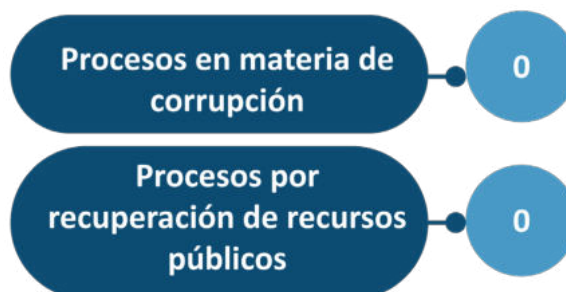 Procesos en materia de
corrupción
0
Procesos por
recuperación de recursos
públicos
0